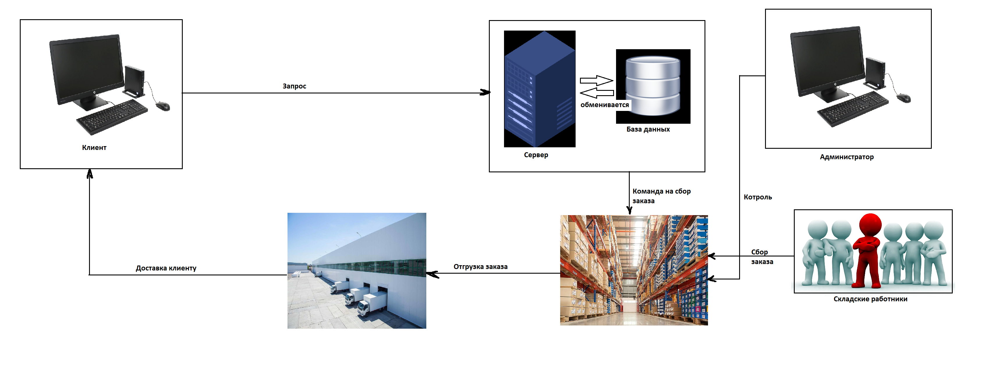 Запрос
обменивается
База данных
Клиент
Сервер
Администратор
Команда на сбор
заказа
Котроль
Сбор
заказа
Доставка клиенту
Отгрузка заказа
Складские работники